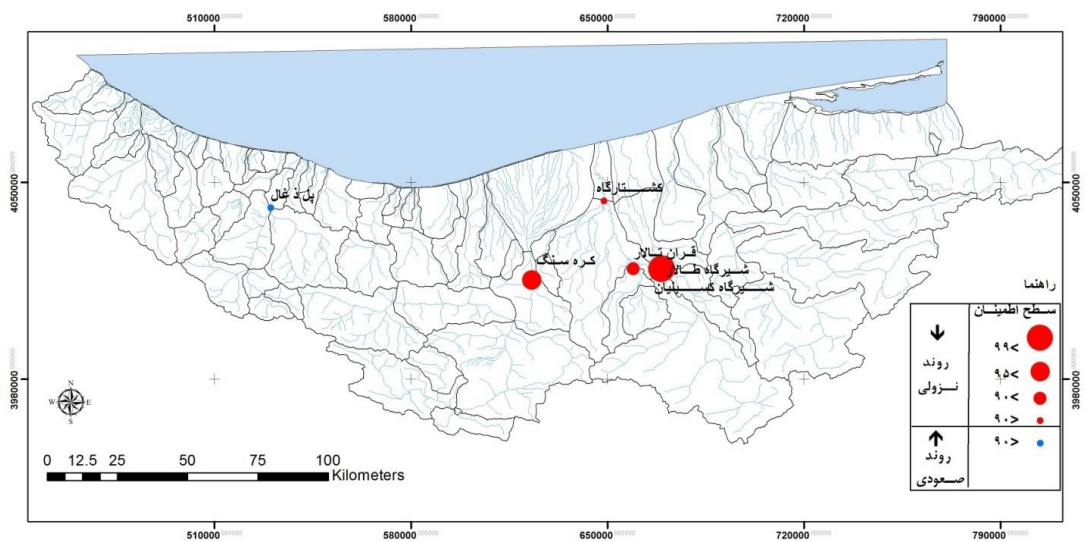 510000 580000 650000 720000 790000
4050000
4050000
پل ذغال
کشتارگاه
قران تالار
کره سنگ
شیرگاه طالار
شیرگاه کسیلیان
راهنما
سطح اطمینان
روند
نزولی
۹۹<
۹۵<
۹۰<
۹۰>
روند
صعودی
۹۰>
3980000
3980000
N
W E
S
0 12.5 25 50 75 100
Kilometers
510000 580000 650000 720000 790000